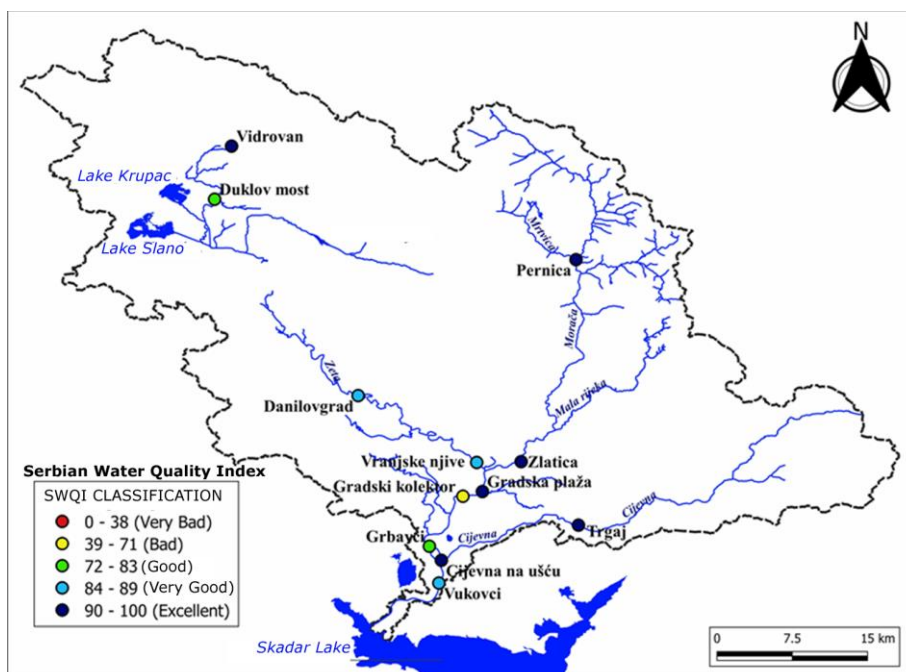 N
Vidrovan
Lake Krupac
Duklov most
Lake Slano
Mrtvica
Pernica
Morača
Zeta
Mala rijeka
Danilovgrad
Vranjske njive
Zlatica
Gradska plaža
Gradski kolektor
Cijevna
Trgaj
Grbavci
Cijevna
Cijevna na ušću
Vukovci
Skadar Lake
Serbian Water Quality Index
SWQI CLASSIFICATION
0 - 38 (Very Bad)
39 - 71 (Bad)
72 - 83 (Good)
84 - 89 (Very Good)
90 - 100 (Excellent)
0 7.5 15 km